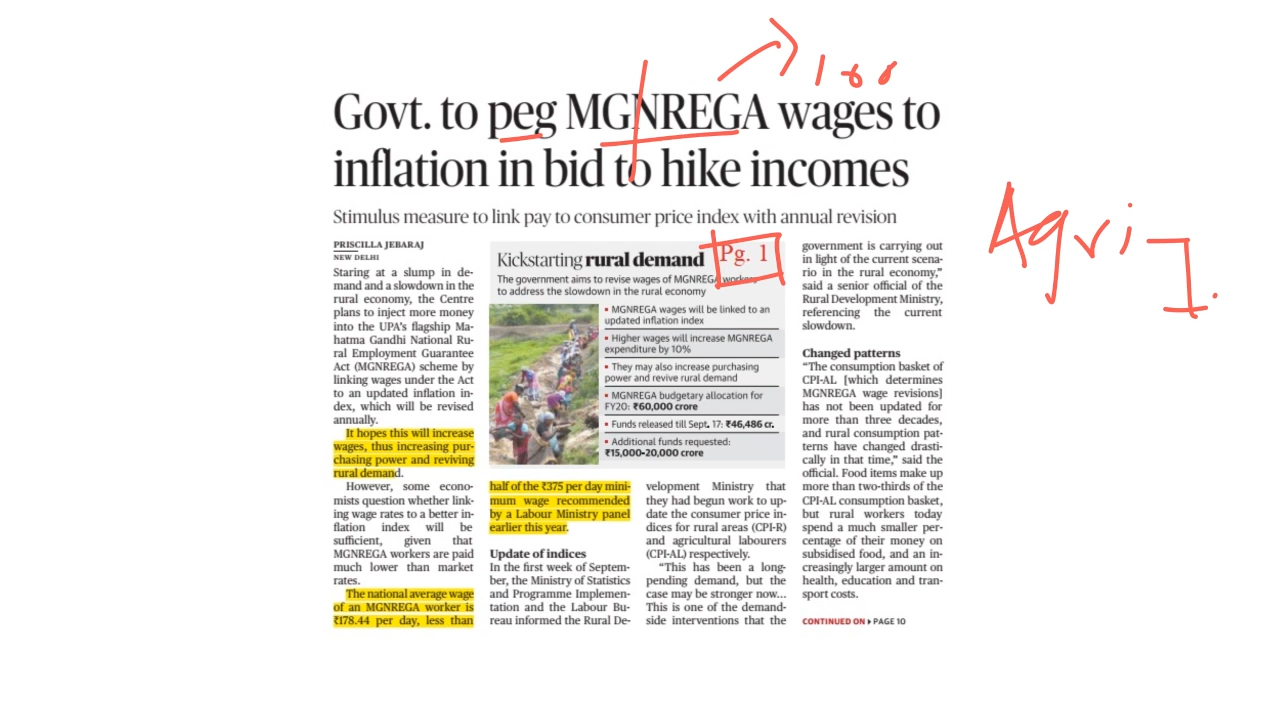 100
Govt. to peg MGNREGA wages to
inflation in bid to hike incomes
Stimulus measure to link pay to consumer price index with annual revision
Agri
PRISCILLA JEBARAJ
NEW DELHI
Staring at a slump in de-
mand and a slowdown in the
rural economy, the Centre
plans to inject more money
into the UPA's flagship Ma-
hatma Gandhi National Ru-
ral Employment Guarantee
Act (MGNREGA) scheme by
linking wages under the Act
to an updated inflation in-
dex, which will be revised
annually.
It hopes this will increase
wages, thus increasing pur-
chasing power and reviving
rural demand.
However, some econo-
mists question whether link-
ing wage rates to a better in-
flation index will be
sufficient, given that
MGNREGA workers are paid
much lower than market
rates.
The national average wage
of an MGNREGA worker is
₹178.44 per day, less than
Kickstarting rural demand
Pg. 1
The government aims to revise wages of MGNREGA workers
to address the slowdown in the rural economy
▪ MGNREGA wages will be linked to an
updated inflation index
▪ Higher wages will increase MGNREGA
expenditure by 10%
▪ They may also increase purchasing
power and revive rural demand
▪ MGNREGA budgetary allocation for
FY20: ₹60,000 crore
▪ Funds released till Sept. 17: ₹46,486 cr.
▪ Additional funds requested:
₹15,000-20,000 crore
half of the ₹375 per day mini-
mum wage recommended
by a Labour Ministry panel
earlier this year.
Update of indices
In the first week of Septem-
ber, the Ministry of Statistics
and Programme Implemen-
tation and the Labour Bu-
reau informed the Rural De-
velopment Ministry that
they had begun work to up-
date the consumer price in-
dices for rural areas (CPI-R)
and agricultural labourers
(CPI-AL) respectively.
"This has been a long-
pending demand, but the
case may be stronger now...
This is one of the demand-
side interventions that the
government is carrying out
in light of the current scena-
rio in the rural economy,"
said a senior official of the
Rural Development Ministry,
referencing the current
slowdown.
Changed patterns
"The consumption basket of
CPI-AL [which determines
MGNREGA wage revisions]
has not been updated for
more than three decades,
and rural consumption pat-
terns have changed drasti-
cally in that time," said the
official. Food items make up
more than two-thirds of the
CPI-AL consumption basket,
but rural workers today
spend a much smaller per-
centage of their money on
subsidised food, and an in-
creasingly larger amount on
health, education and tran-
sport costs.
CONTINUED ON ▸ PAGE 10